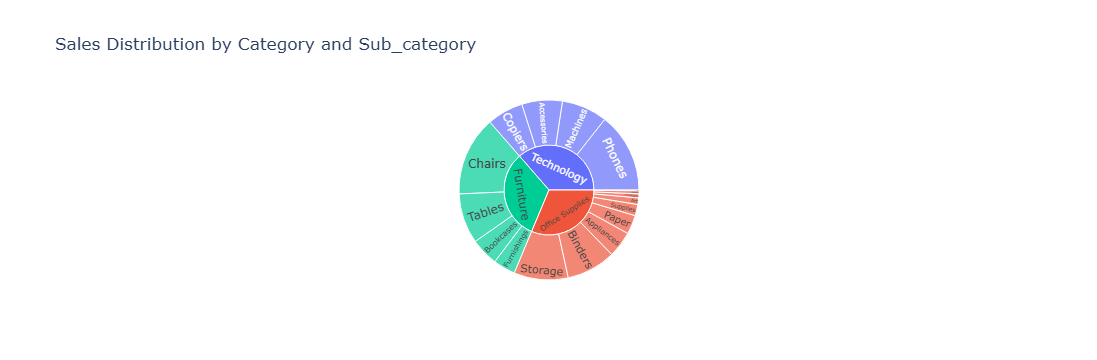 Sales Distribution by Category and Sub_category
Technology
Phones
Machines
Accessories
Copiers
Furniture
Chairs
Tables
Bookcases
Furnishings
Office Supplies
Storage
Binders
Appliances
Paper
Supplies